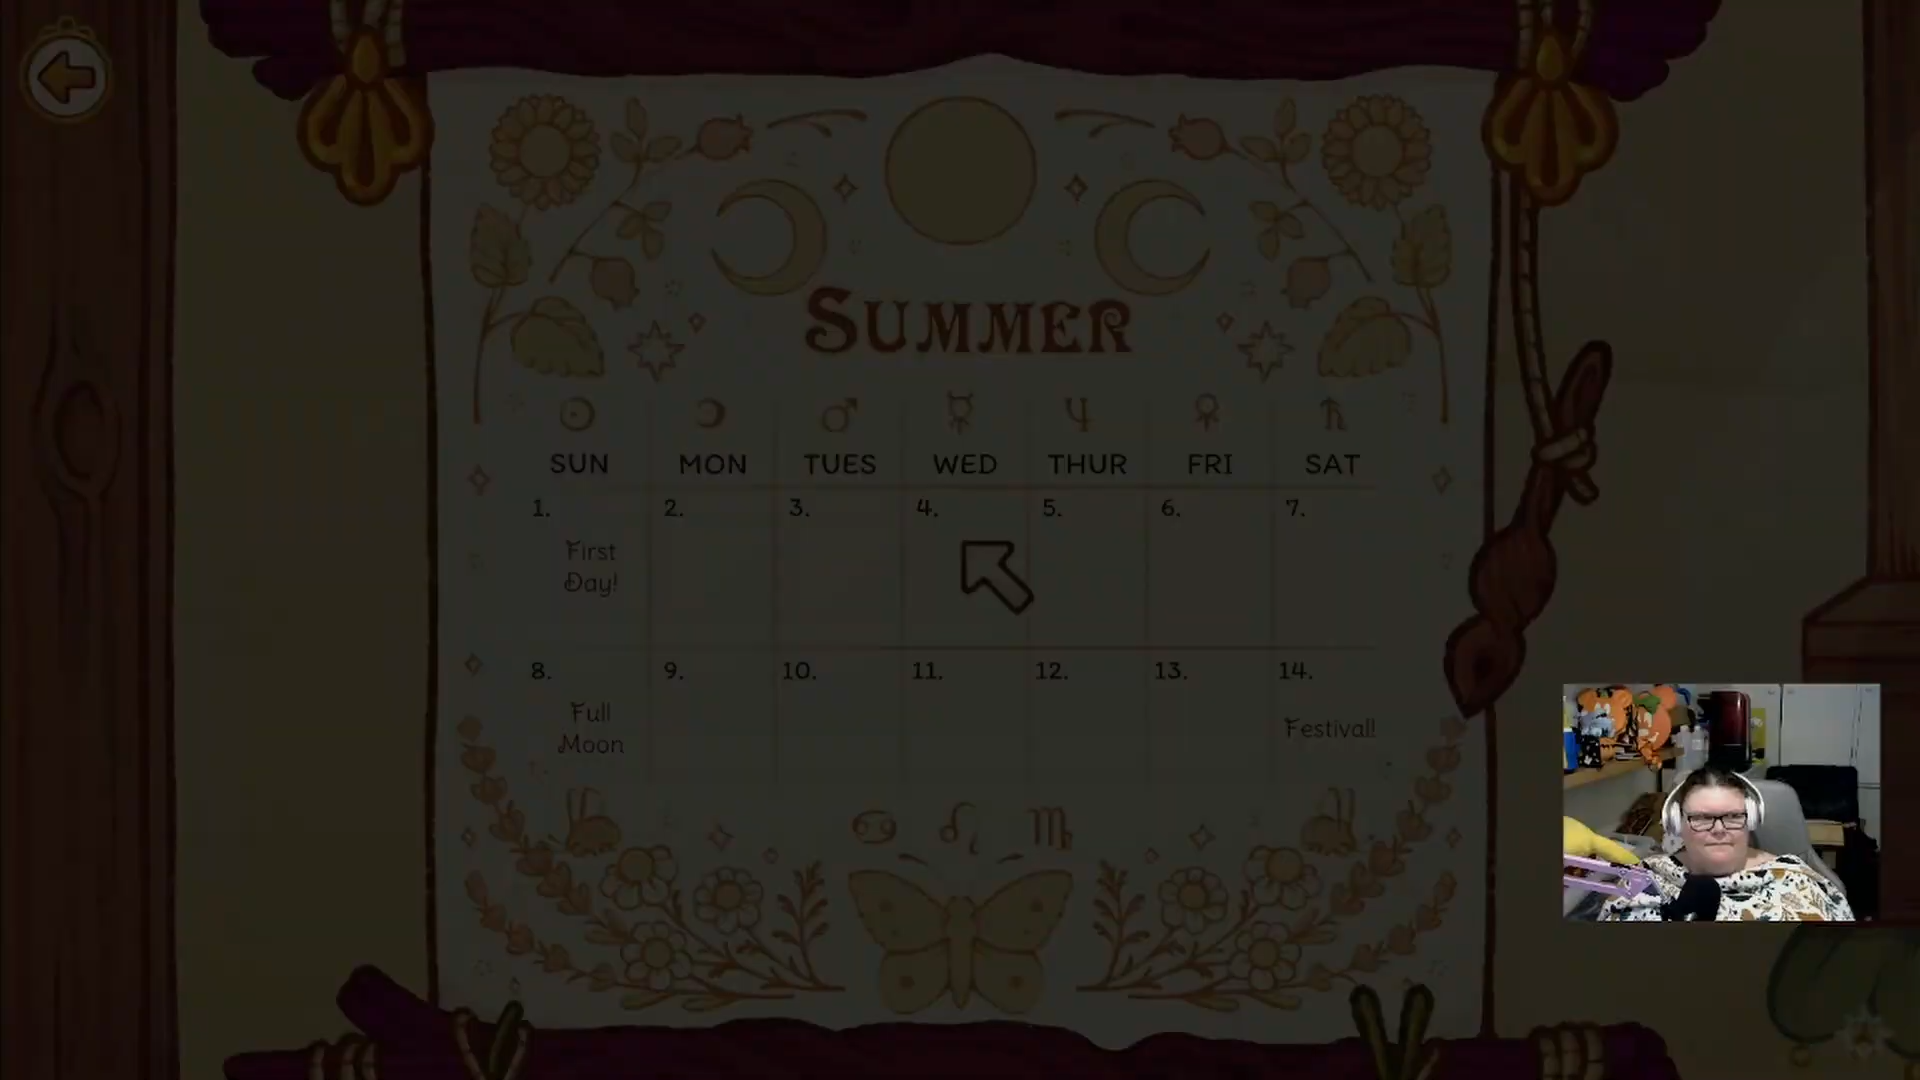 SUMMER
SUN MON TUES WED THUR FRI SAT
1. 2. 3. 4. 5. 6. 7.
First
Day!
8. 9. 10. 11. 12. 13. 14.
Full
Moon
Festival!